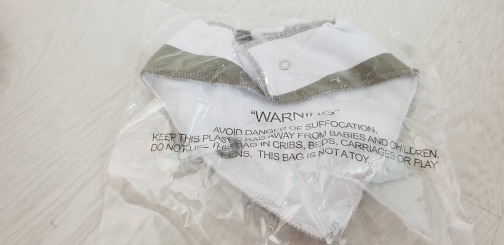 "WARNING"
AVOID DANGER OF SUFFOCATION.
KEEP THIS PLASTIC BAG AWAY FROM BABIES AND CHILDREN.
DO NOT USE THIS BAG IN CRIBS, BEDS, CARRIAGES OR PLAY
PENS. THIS BAG IS NOT A TOY.